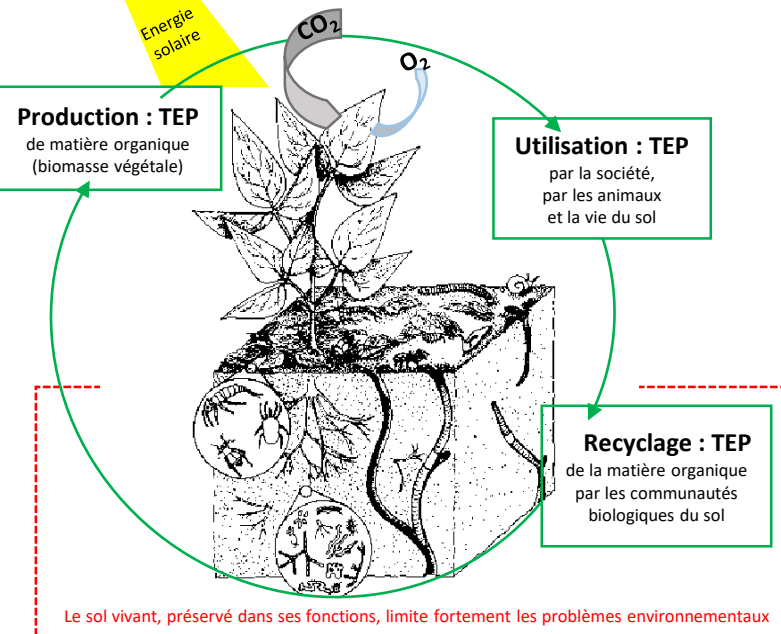 Energie
solaire
CO₂
O₂
Production : TEP
de matière organique
(biomasse végétale)
Utilisation : TEP
par la société,
par les animaux
et la vie du sol
Recyclage : TEP
de la matière organique
par les communautés
biologiques du sol
Le sol vivant, préservé dans ses fonctions, limite fortement les problèmes environnementaux